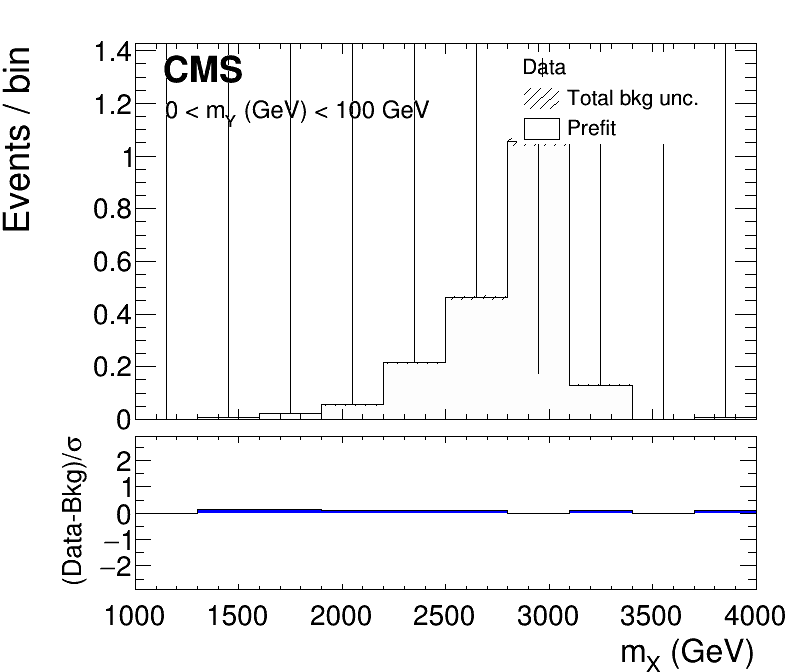 CMS
0 < mY (GeV) < 100 GeV
Data
Total bkg unc.
Prefit
Events / bin
1.4
1.2
1
0.8
0.6
0.4
0.2
0
(Data-Bkg)/σ
2
1
0
−1
−2
1000 1500 2000 2500 3000 3500 4000
mX (GeV)